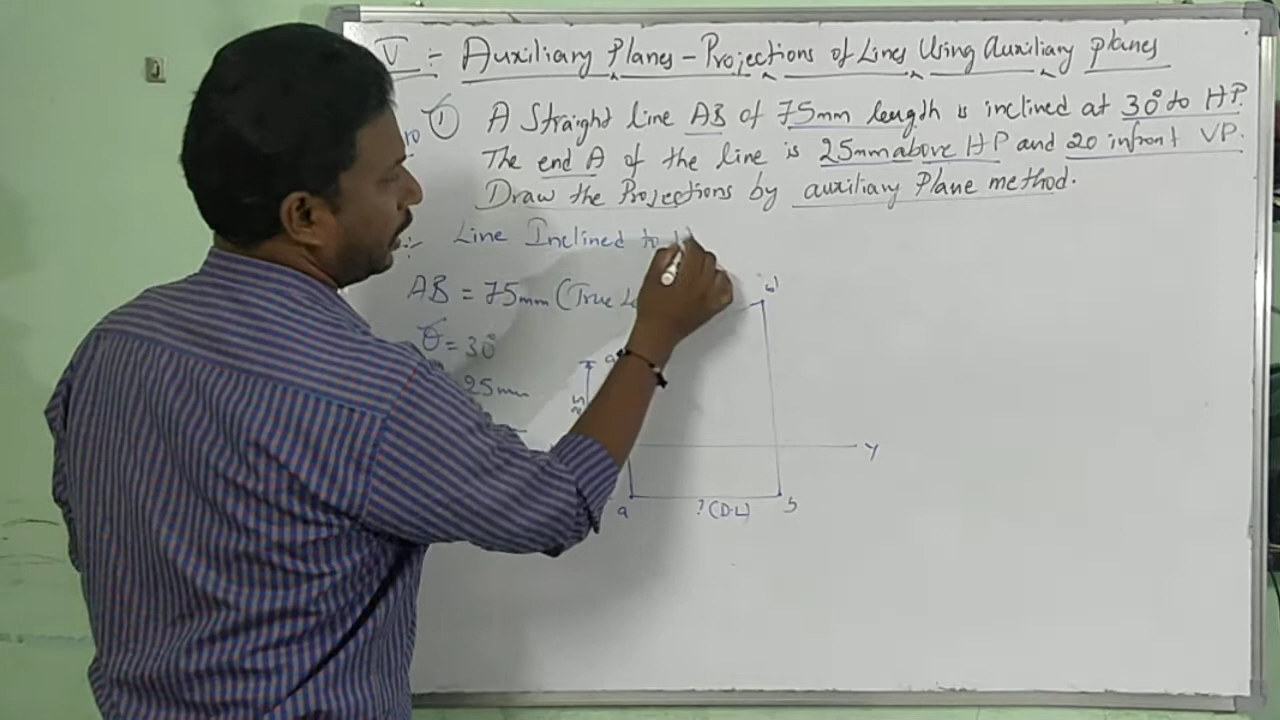 V :- Auxiliary Planes - Projections of Lines Using auxiliary planes
1) A Straight line AB of 75mm length is inclined at 30° to HP.
The end A of the line is 25mm above HP and 20 infront VP.
Draw the Projections by auxiliary Plane method.
Line Inclined to
AB = 75mm (True
θ = 30°
25mm
b'
a'
25
y
a
? (D.L)
b